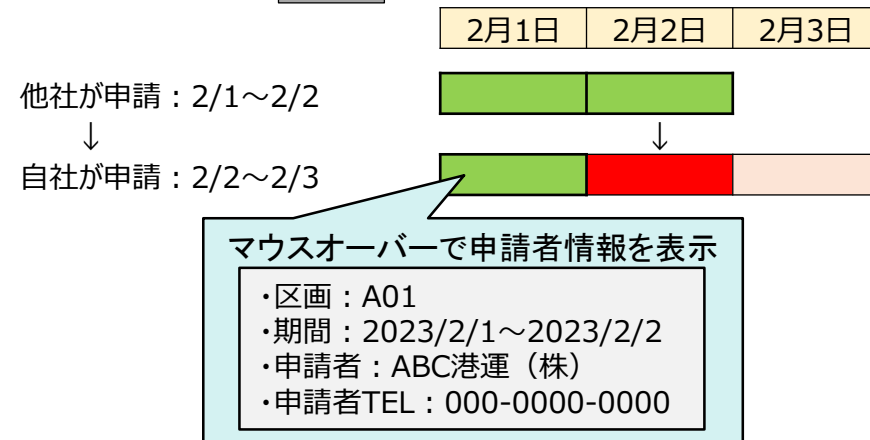 2月1日 2月2日 2月3日
他社が申請：2/1～2/2
↓ ↓
自社が申請：2/2～2/3
マウスオーバーで申請者情報を表示
・区画：A01
・期間：2023/2/1～2023/2/2
・申請者：ABC港運（株）
・申請者TEL：000-0000-0000